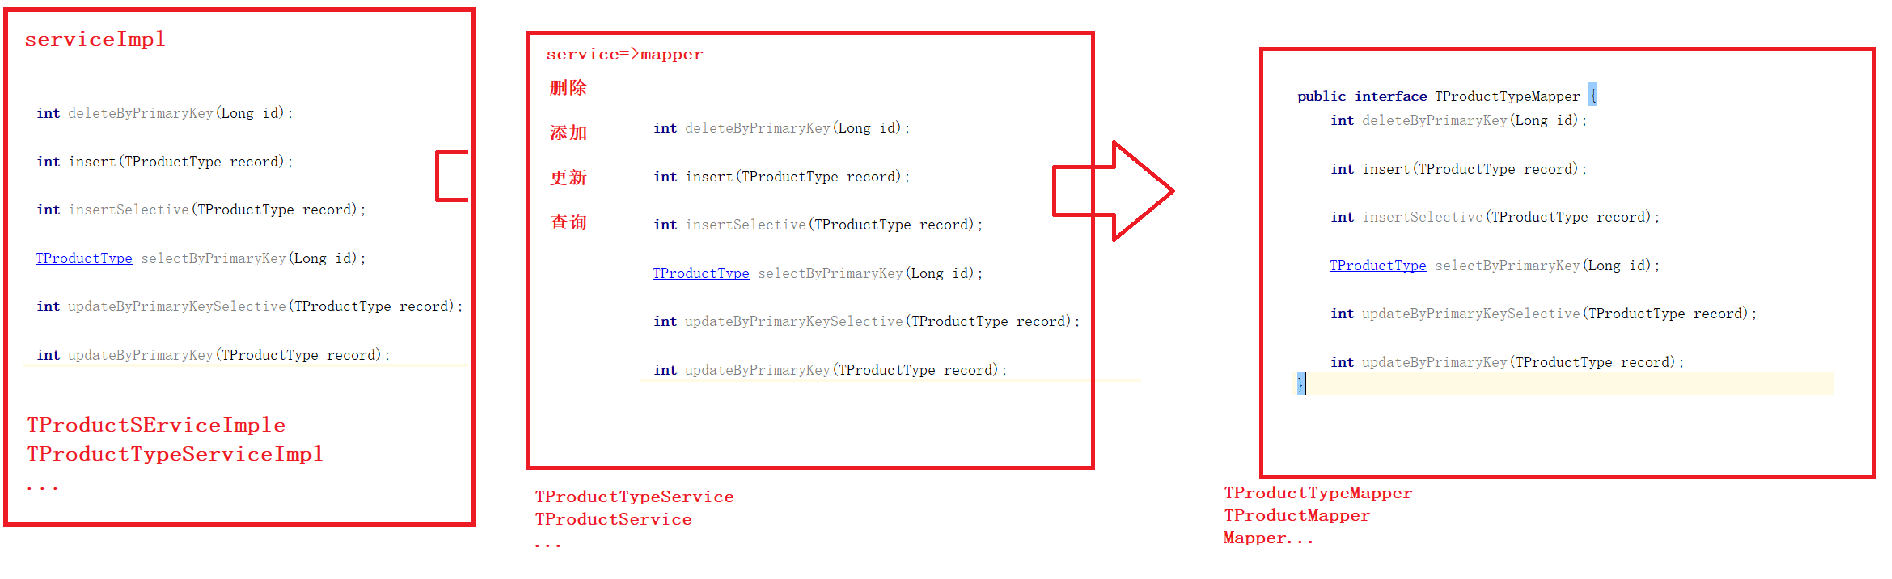 serviceImpl
int deleteByPrimaryKey(Long id);
int insert(TProductType record);
int insertSelective(TProductType record);
TProductType selectByPrimaryKey(Long id);
int updateByPrimaryKeySelective(TProductType record);
int updateByPrimaryKey(TProductType record);
TProductSErviceImple
TProductTypeServiceImpl
...
service=>mapper
删除
添加
更新
查询
int deleteByPrimaryKey(Long id);
int insert(TProductType record);
int insertSelective(TProductType record);
TProductType selectByPrimaryKey(Long id);
int updateByPrimaryKeySelective(TProductType record);
int updateByPrimaryKey(TProductType record);
TProductTypeService
TProductService
...
public interface TProductTypeMapper {
int deleteByPrimaryKey(Long id);
int insert(TProductType record);
int insertSelective(TProductType record);
TProductType selectByPrimaryKey(Long id);
int updateByPrimaryKeySelective(TProductType record);
int updateByPrimaryKey(TProductType record);
}
TProductTypeMapper
TProductMapper
Mapper...